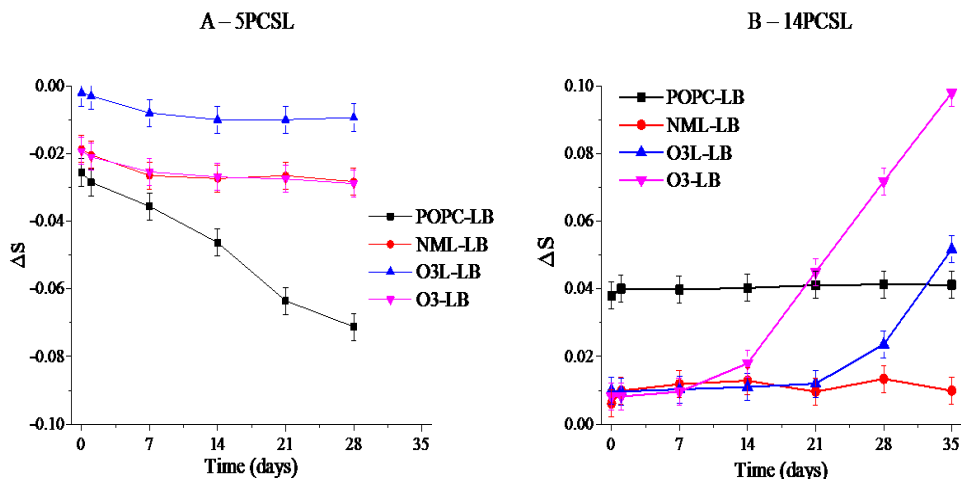 A – 5PCSL
0.00
-0.02
-0.04
-0.06
-0.08
-0.10
ΔS
0 7 14 21 28 35
Time (days)
POPC-LB
NML-LB
O3L-LB
O3-LB
B – 14PCSL
0.10
0.08
0.06
0.04
0.02
0.00
ΔS
0 7 14 21 28 35
Time (days)
POPC-LB
NML-LB
O3L-LB
O3-LB